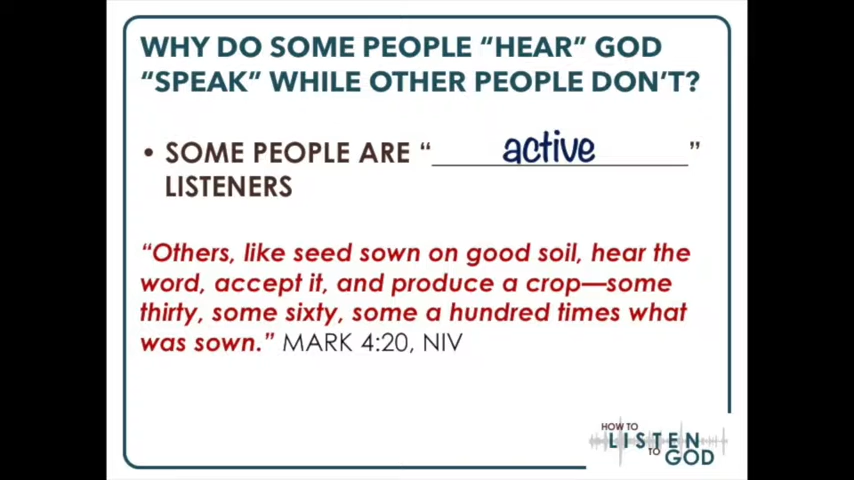 WHY DO SOME PEOPLE “HEAR” GOD
“SPEAK” WHILE OTHER PEOPLE DON’T?
• SOME PEOPLE ARE “____active____”
LISTENERS
“Others, like seed sown on good soil, hear the
word, accept it, and produce a crop—some
thirty, some sixty, some a hundred times what
was sown.” MARK 4:20, NIV
HOW TO
LISTEN
TO GOD